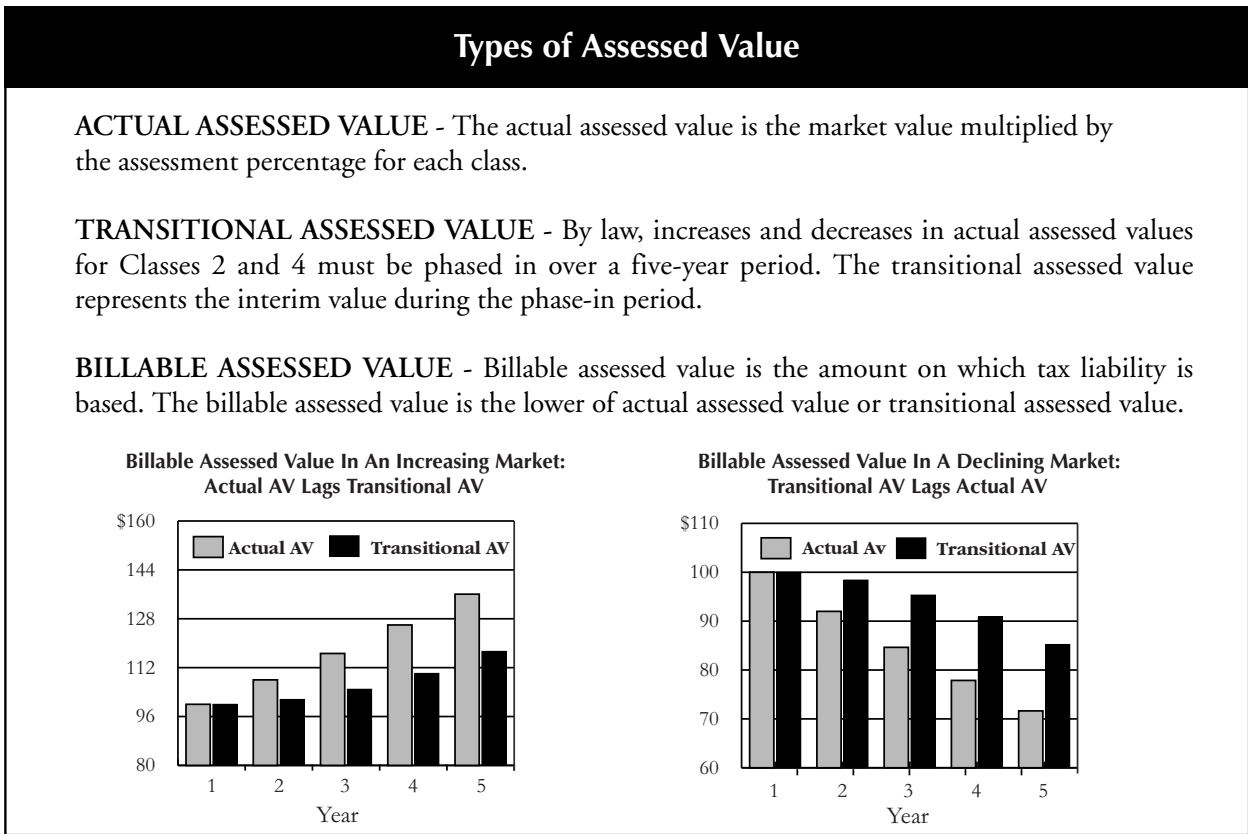 Types of Assessed Value
ACTUAL ASSESSED VALUE - The actual assessed value is the market value multiplied by
the assessment percentage for each class.
TRANSITIONAL ASSESSED VALUE - By law, increases and decreases in actual assessed values
for Classes 2 and 4 must be phased in over a five-year period. The transitional assessed value
represents the interim value during the phase-in period.
BILLABLE ASSESSED VALUE - Billable assessed value is the amount on which tax liability is
based. The billable assessed value is the lower of actual assessed value or transitional assessed value.
Billable Assessed Value In An Increasing Market:
Actual AV Lags Transitional AV
$160
Actual AV Transitional AV
144
128
112
96
80
1 2 3 4 5
Year
Billable Assessed Value In A Declining Market:
Transitional AV Lags Actual AV
$110
Actual Av Transitional AV
100
90
80
70
60
1 2 3 4 5
Year